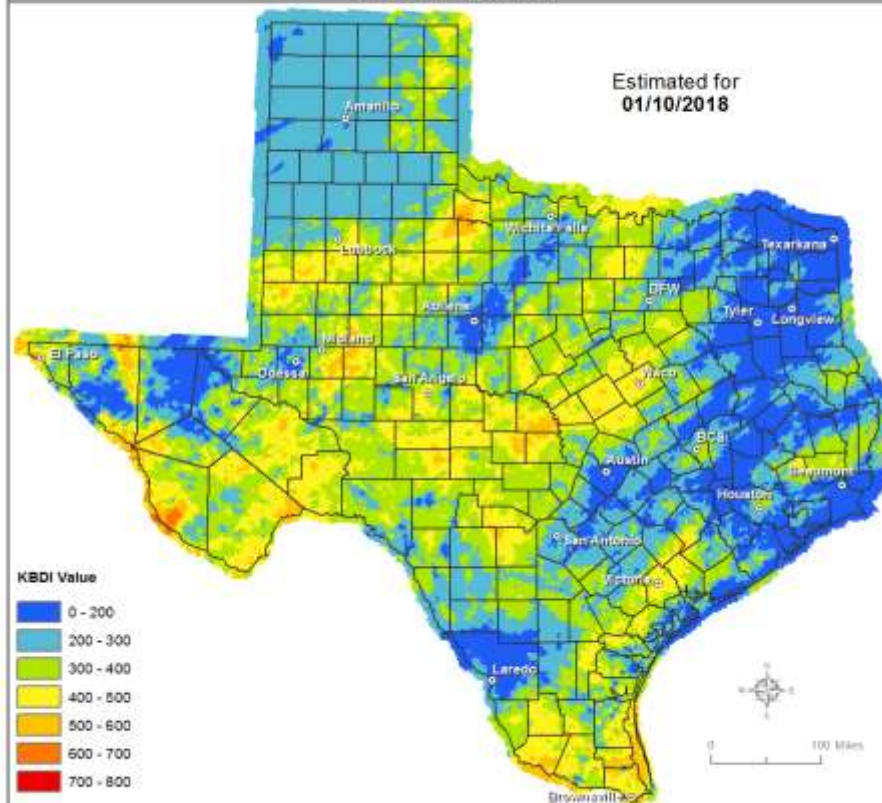 Estimated for
01/10/2018
Amarillo
Wichita Falls
Texarkana
Lubbock
DFW
Abilene
Tyler
Longview
El Paso
Midland
Odessa
San Angelo
Waco
BCS
Austin
Beaumont
Houston
San Antonio
Victoria
Laredo
Brownsville
KBDI Value
0 - 200
200 - 300
300 - 400
400 - 500
500 - 600
600 - 700
700 - 800
0 100 Miles